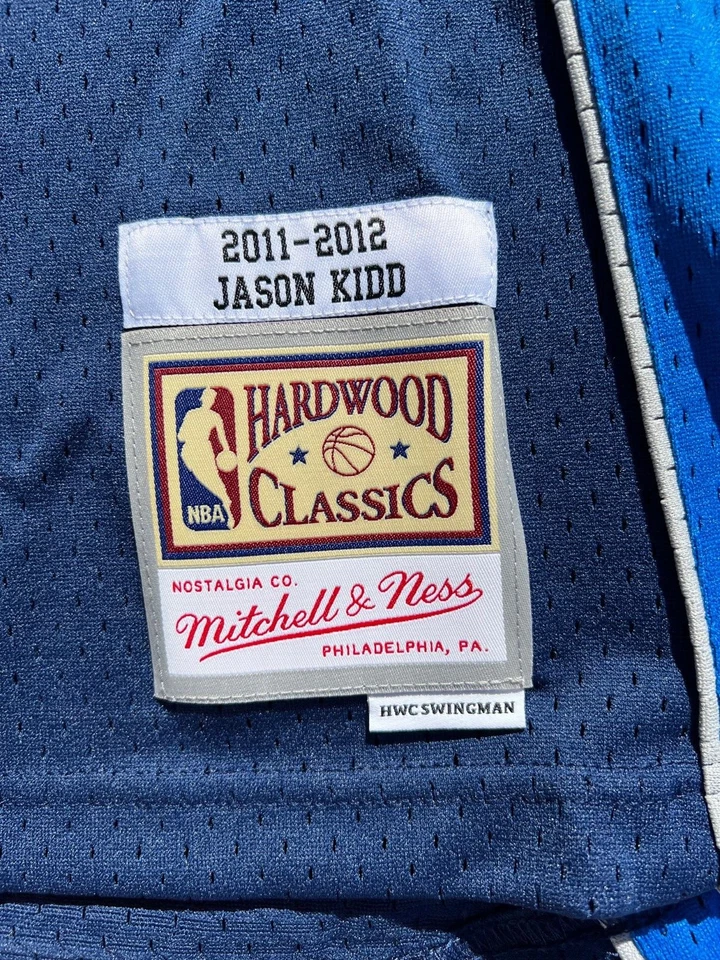 2011-2012
JASON KIDD
HARDWOOD
CLASSICS
NBA
NOSTALGIA CO.
Mitchell & Ness
PHILADELPHIA, PA.
HWC SWINGMAN